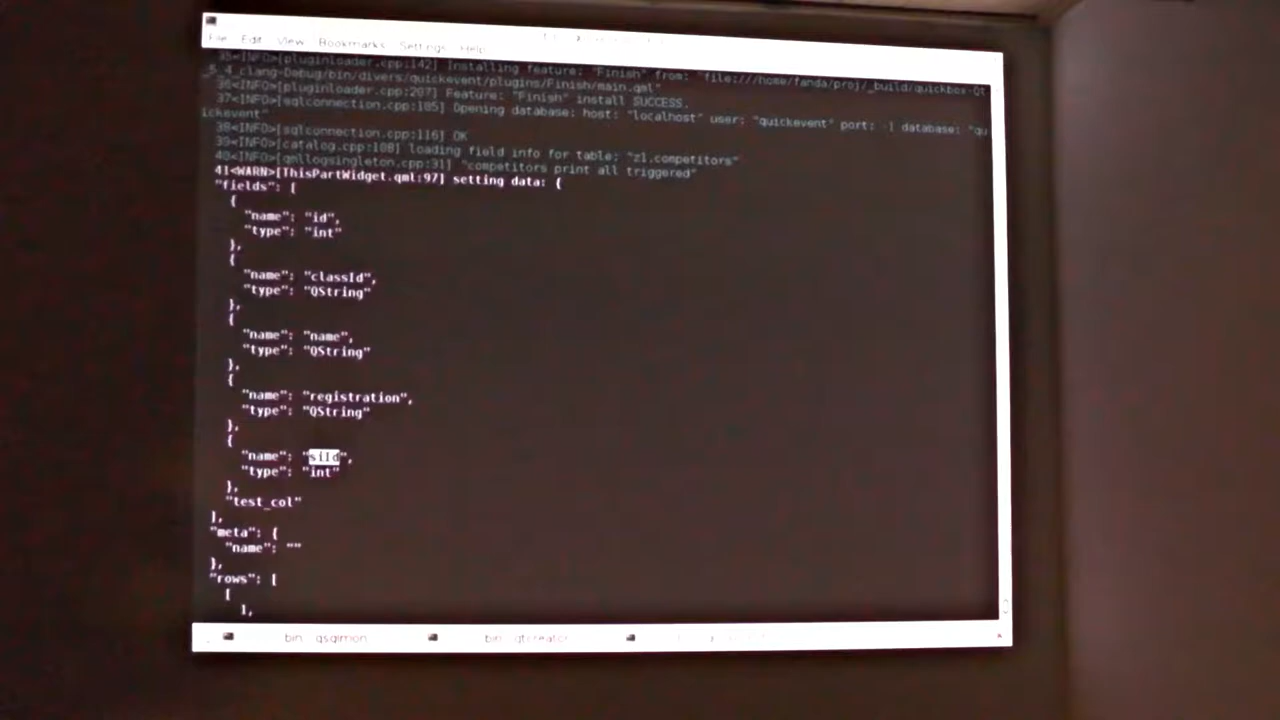 File Edit View Bookmarks Settings Help
35<INFO>[pluginloader.cpp:142] Installing feature: "Finish" from: "file:///home/fanda/proj/_build/quickbox-Qt
_4_clang-Debug/bin/divers/quickevent/plugins/Finish/main.qml"
36<INFO>[pluginloader.cpp:207] Feature: "Finish" install SUCCESS.
37<INFO>[sqlconnection.cpp:105] Opening database: host: "localhost" user: "quickevent" port: -1 database: "qu
ickevent"
38<INFO>[sqlconnection.cpp:116] OK
39<INFO>[catalog.cpp:108] loading field info for table: "z1.competitors"
40<INFO>[qmllogsingleton.cpp:31] "competitors print all triggered"
41<WARN>[ThisPartWidget.qml:97] setting data: {
"fields": [
{
"name": "id",
"type": "int"
},
{
"name": "classId",
"type": "QString"
},
{
"name": "name",
"type": "QString"
},
{
"name": "registration",
"type": "QString"
},
{
"name": "siId",
"type": "int"
},
"test_col"
],
"meta": {
"name": ""
},
"rows": [
[
1,
bin : qsqlmon bin : qtcreator